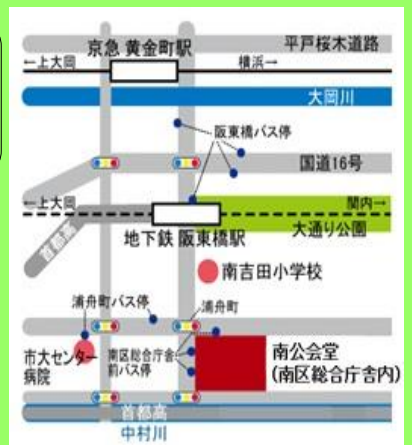 京急 黄金町駅
平戸桜木道路
←上大岡
横浜→
大岡川
阪東橋バス停
国道16号
←上大岡
関内→
首都高
地下鉄 阪東橋駅
大通り公園
南吉田小学校
浦舟町バス停
浦舟町
市大センター
病院
南区総合庁舎
前バス停
南公会堂
(南区総合庁舎内)
首都高
中村川